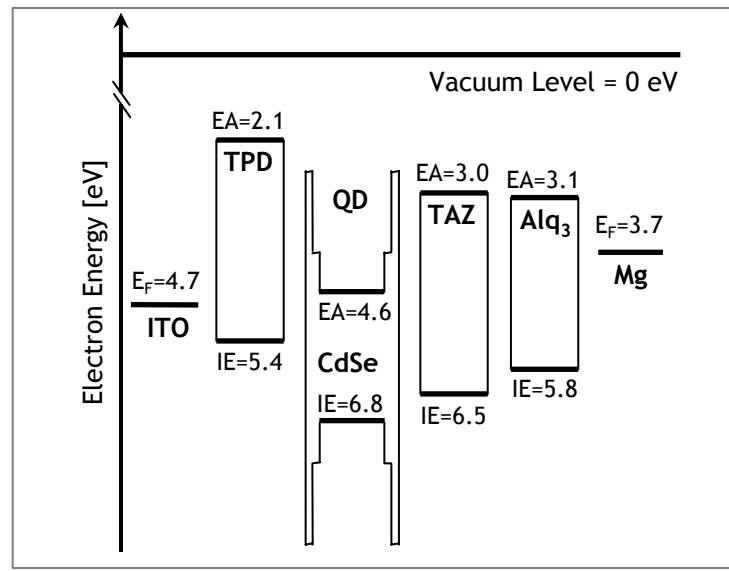 Electron Energy [eV]
Vacuum Level = 0 eV
EA=2.1
TPD
IE=5.4
E_F=4.7
ITO
QD
EA=4.6
CdSe
IE=6.8
EA=3.0
TAZ
IE=6.5
EA=3.1
Alq₃
IE=5.8
E_F=3.7
Mg